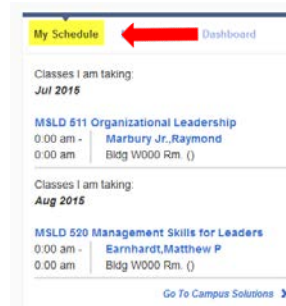 My Schedule Dashboard
Classes I am taking:
Jul 2015
MSLD 511 Organizational Leadership
0:00 am - Marbury Jr.,Raymond
0:00 am Bldg W000 Rm. ()
Classes I am taking:
Aug 2015
MSLD 520 Management Skills for Leaders
0:00 am - Earnhardt,Matthew P
0:00 am Bldg W000 Rm. ()
Go To Campus Solutions